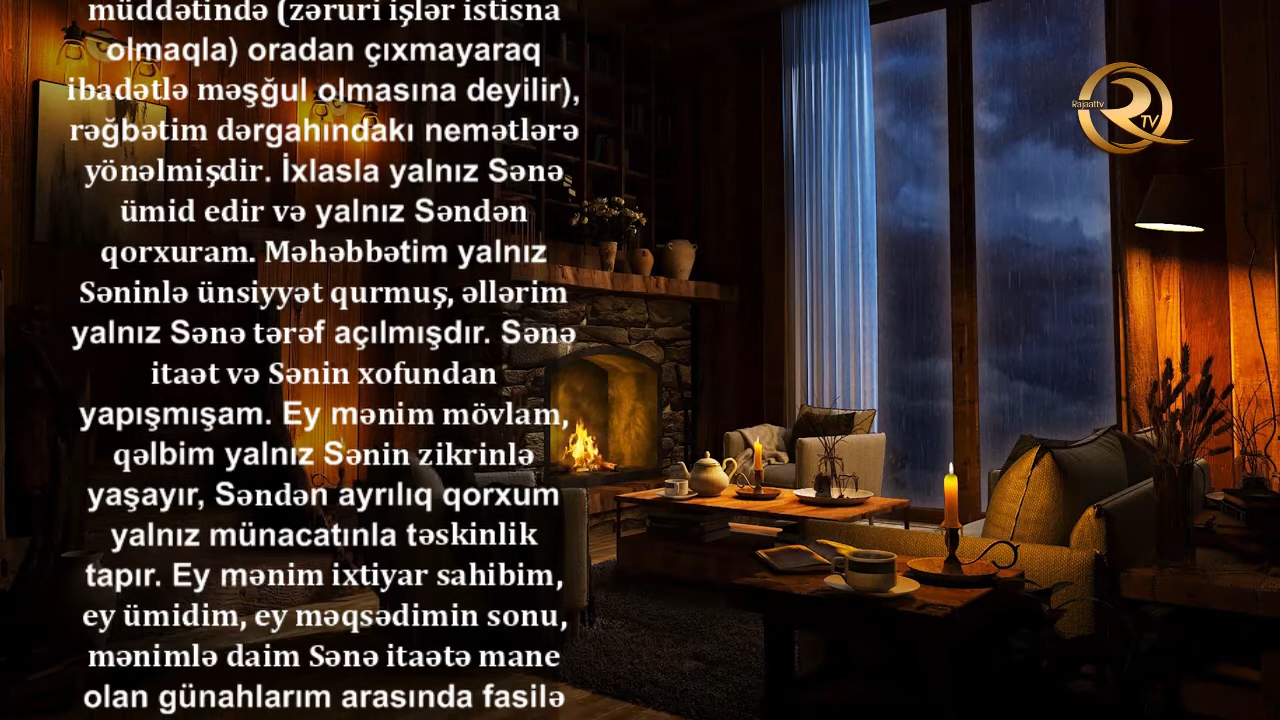 müddətində (zəruri işlər istisna
olmaqla) oradan çıxmayaraq
ibadətlə məşğul olmasına deyilir),
rəğbətim dərgahındakı nemətlərə
yönəlmişdir. İxlasla yalnız Sənə
ümid edir və yalnız Səndən
qorxuram. Məhəbbətim yalnız
Səninlə ünsiyyət qurmuş, əllərim
yalnız Sənə tərəf açılmışdır. Sənə
itaət və Sənin xofundan
yapışmışam. Ey mənim mövlam,
qəlbim yalnız Sənin zikrinlə
yaşayır, Səndən ayrılıq qorxum
yalnız münacatınla təskinlik
tapır. Ey mənim ixtiyar sahibim,
ey ümidim, ey məqsədimin sonu,
mənimlə daim Sənə itaətə mane
olan günahlarım arasında fasilə
Rajaattv
R
TV